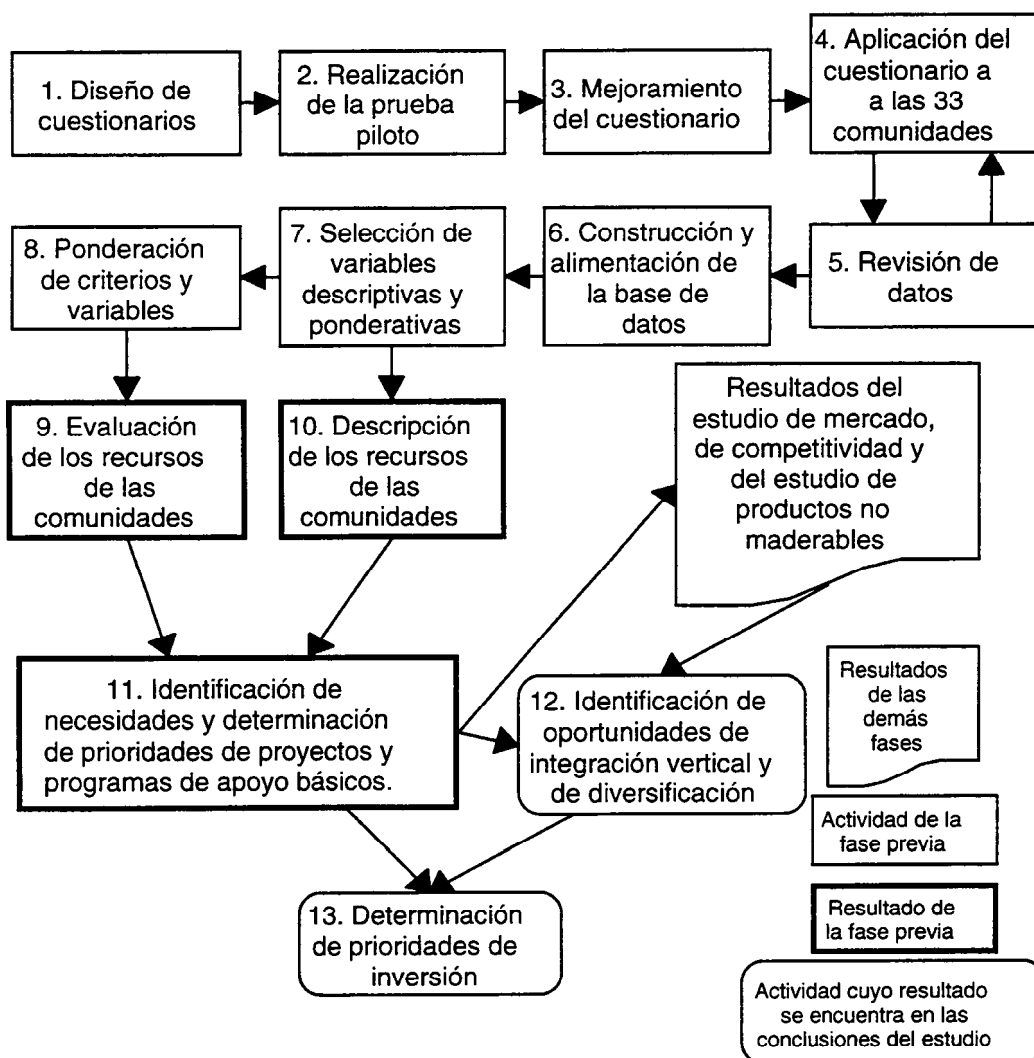 1. Diseño de
cuestionarios
2. Realización
de la prueba
piloto
3. Mejoramiento
del cuestionario
4. Aplicación del
cuestionario a
a las 33
comunidades
8. Ponderación
de criterios y
variables
7. Selección de
variables
descriptivas y
ponderativas
6. Construcción y
alimentación de
la base de
datos
5. Revisión de
datos
9. Evaluación
de los recursos
de las
comunidades
10. Descripción
de los recursos
de las
comunidades
Resultados del
estudio de mercado,
de competitividad y
del estudio de
productos no
maderables
11. Identificación de
necesidades y determinación
de prioridades de proyectos y
programas de apoyo básicos.
12. Identificación de
oportunidades de
integración vertical y
de diversificación
13. Determinación
de prioridades de
inversión
Resultados
de las
demás
fases
Actividad de la
fase previa
Resultado de
la fase previa
Actividad cuyo resultado
se encuentra en las
conclusiones del estudio